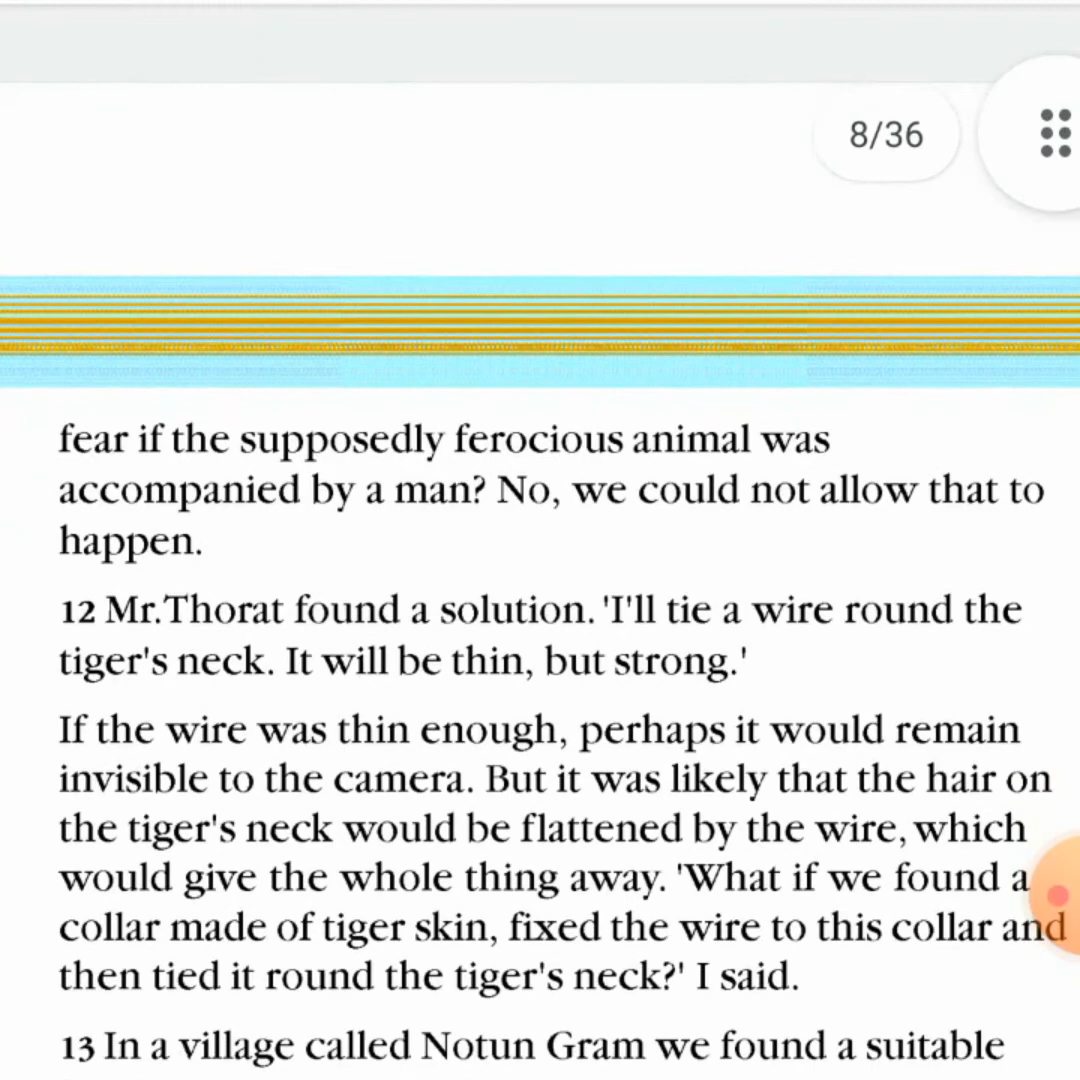 8/36
fear if the supposedly ferocious animal was
accompanied by a man? No, we could not allow that to
happen.
12 Mr.Thorat found a solution. 'I'll tie a wire round the
tiger's neck. It will be thin, but strong.'
If the wire was thin enough, perhaps it would remain
invisible to the camera. But it was likely that the hair on
the tiger's neck would be flattened by the wire, which
would give the whole thing away. 'What if we found a
collar made of tiger skin, fixed the wire to this collar and
then tied it round the tiger's neck?' I said.
13 In a village called Notun Gram we found a suitable